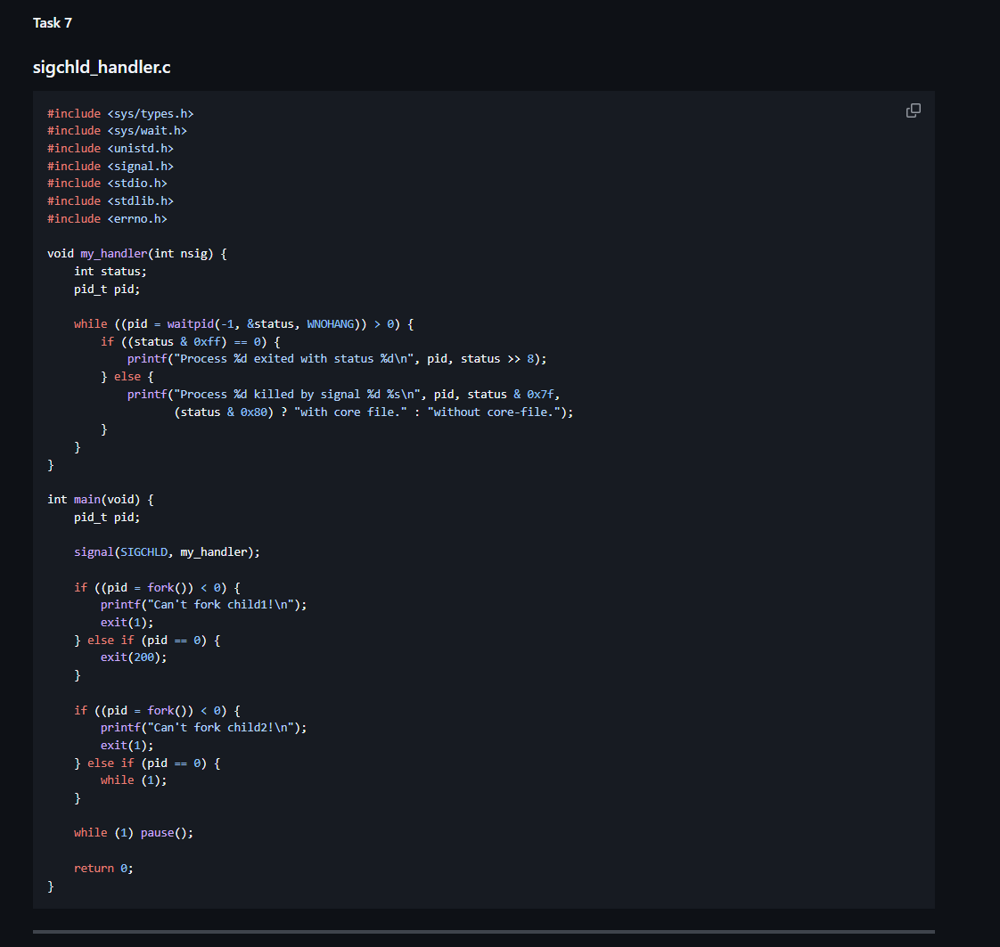 Task 7
sigchld_handler.c
#include <sys/types.h>
#include <sys/wait.h>
#include <unistd.h>
#include <signal.h>
#include <stdio.h>
#include <stdlib.h>
#include <errno.h>

void my_handler(int nsig) {
    int status;
    pid_t pid;

    while ((pid = waitpid(-1, &status, WNOHANG)) > 0) {
        if ((status & 0xff) == 0) {
            printf("Process %d exited with status %d\n", pid, status >> 8);
        } else {
            printf("Process %d killed by signal %d %s\n", pid, status & 0x7f,
                   (status & 0x80) ? "with core file." : "without core-file.");
        }
    }
}

int main(void) {
    pid_t pid;

    signal(SIGCHLD, my_handler);

    if ((pid = fork()) < 0) {
        printf("Can't fork child1!\n");
        exit(1);
    } else if (pid == 0) {
        exit(200);
    }

    if ((pid = fork()) < 0) {
        printf("Can't fork child2!\n");
        exit(1);
    } else if (pid == 0) {
        while (1);
    }

    while (1) pause();

    return 0;
}